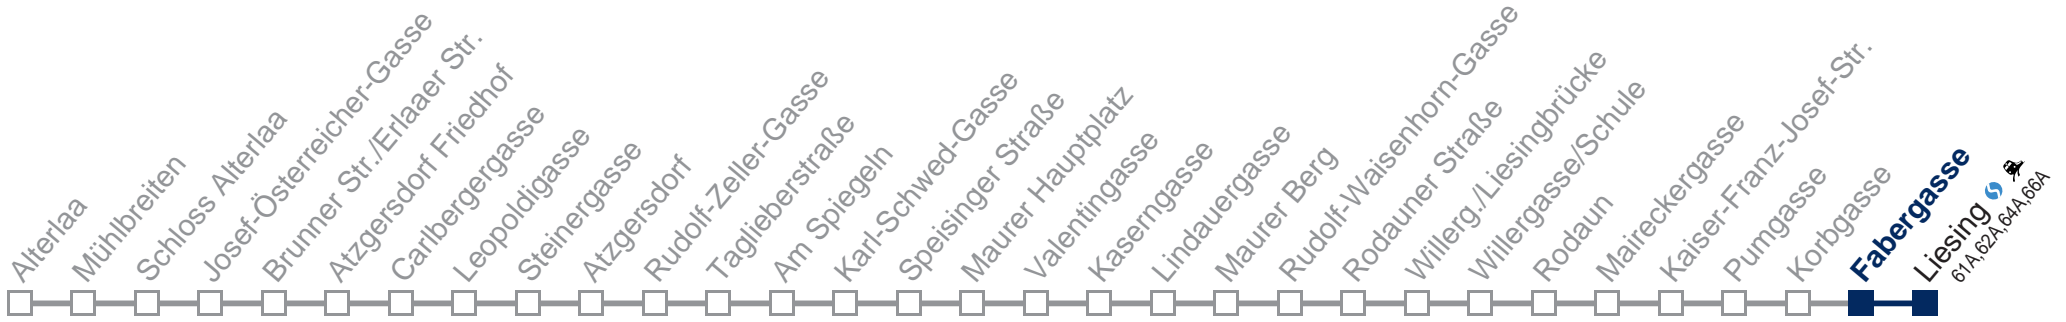 Alterlaa
Mühlbreiten
Schloss Alterlaa
Josef-Österreicher-Gasse
Brunner Str./Erlaaer Str.
Atzgersdorf Friedhof
Carlbergergasse
Leopoldigasse
Steinergasse
Atzgersdorf
Rudolf-Zeller-Gasse
Taglieberstraße
Am Spiegeln
Karl-Schwed-Gasse
Speisinger Straße
Maurer Hauptplatz
Valentingasse
Kaserngasse
Lindauergasse
Maurer Berg
Rudolf-Waisenhorn-Gasse
Rodauner Straße
Willerg./Liesingbrücke
Willergasse/Schule
Rodaun
Maireckergasse
Kaiser-Franz-Josef-Str.
Pumgasse
Korbgasse
Fabergasse
Liesing
61A,62A,64A,66A